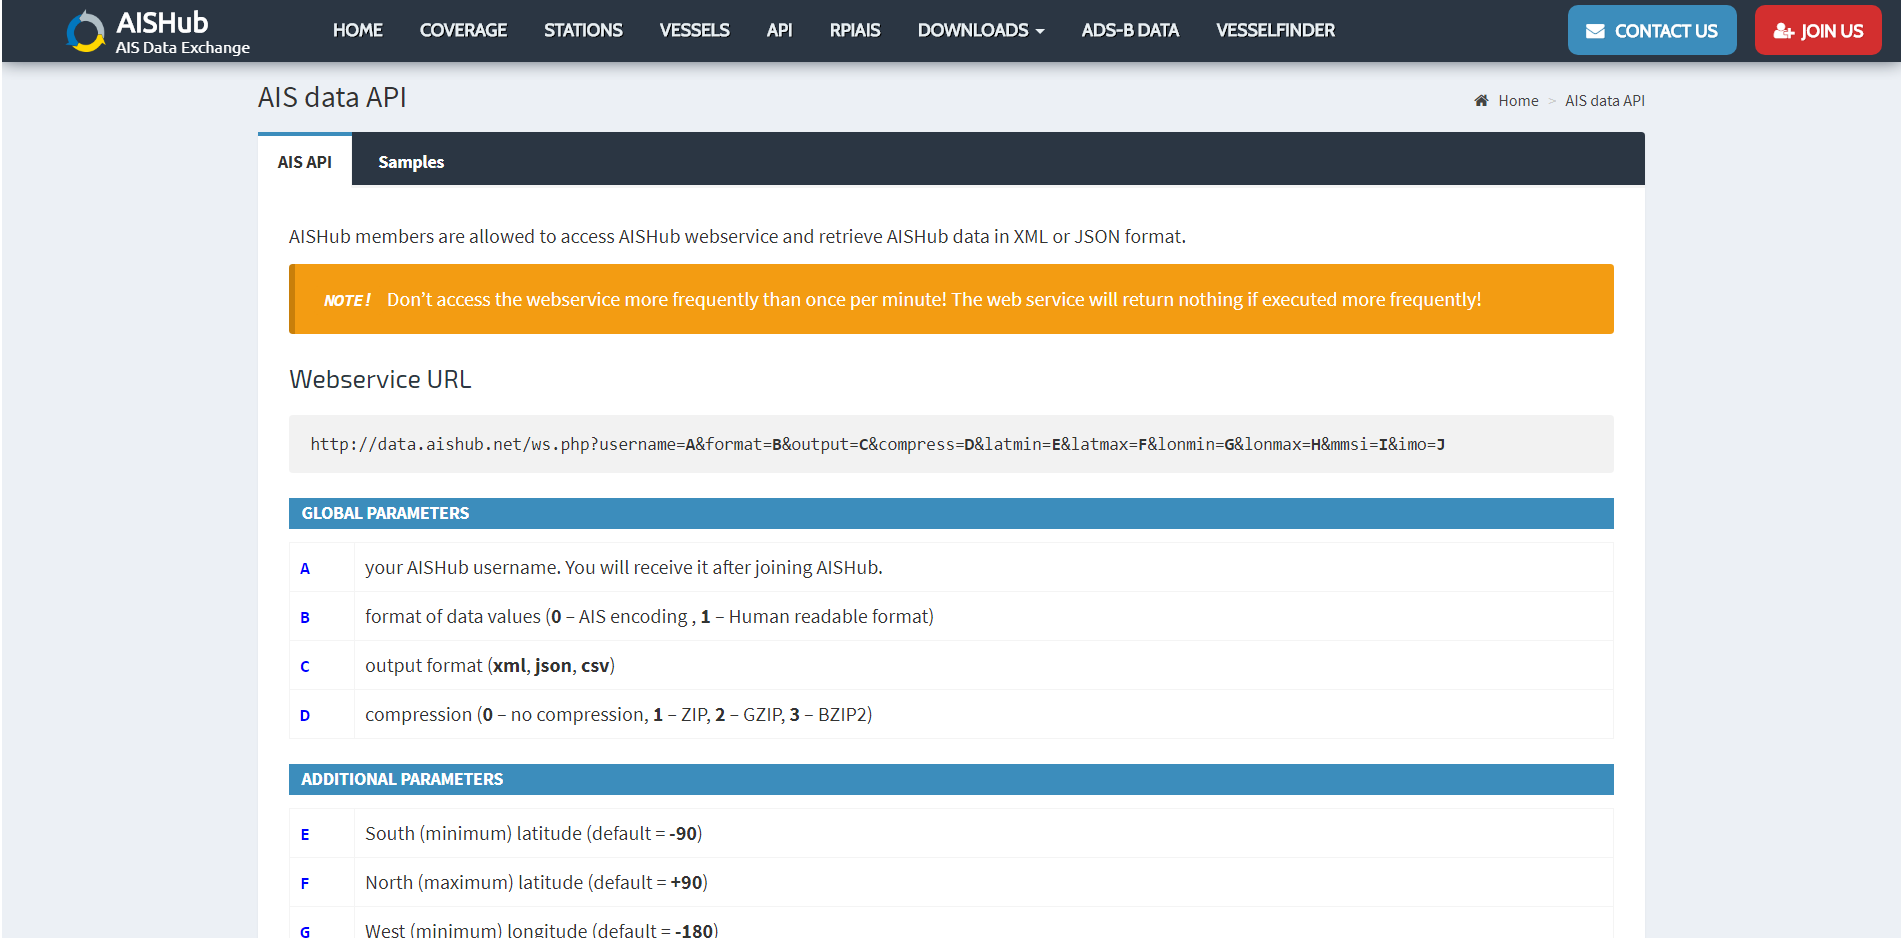 AISHub
AIS Data Exchange
HOME COVERAGE STATIONS VESSELS API RPIAIS DOWNLOADS ADS-B DATA VESSELFINDER
CONTACT US
JOIN US
AIS data API
Home > AIS data API
AIS API Samples
AISHub members are allowed to access AISHub webservice and retrieve AISHub data in XML or JSON format.
NOTE! Don’t access the webservice more frequently than once per minute! The web service will return nothing if executed more frequently!
Webservice URL
http://data.aishub.net/ws.php?username=A&format=B&output=C&compress=D&latmin=E&latmax=F&lonmin=G&lonmax=H&mmsi=I&imo=J
GLOBAL PARAMETERS
A your AISHub username. You will receive it after joining AISHub.
B format of data values (0 – AIS encoding , 1 – Human readable format)
C output format (xml, json, csv)
D compression (0 – no compression, 1 – ZIP, 2 – GZIP, 3 – BZIP2)
ADDITIONAL PARAMETERS
E South (minimum) latitude (default = -90)
F North (maximum) latitude (default = +90)
G West (minimum) longitude (default = -180)